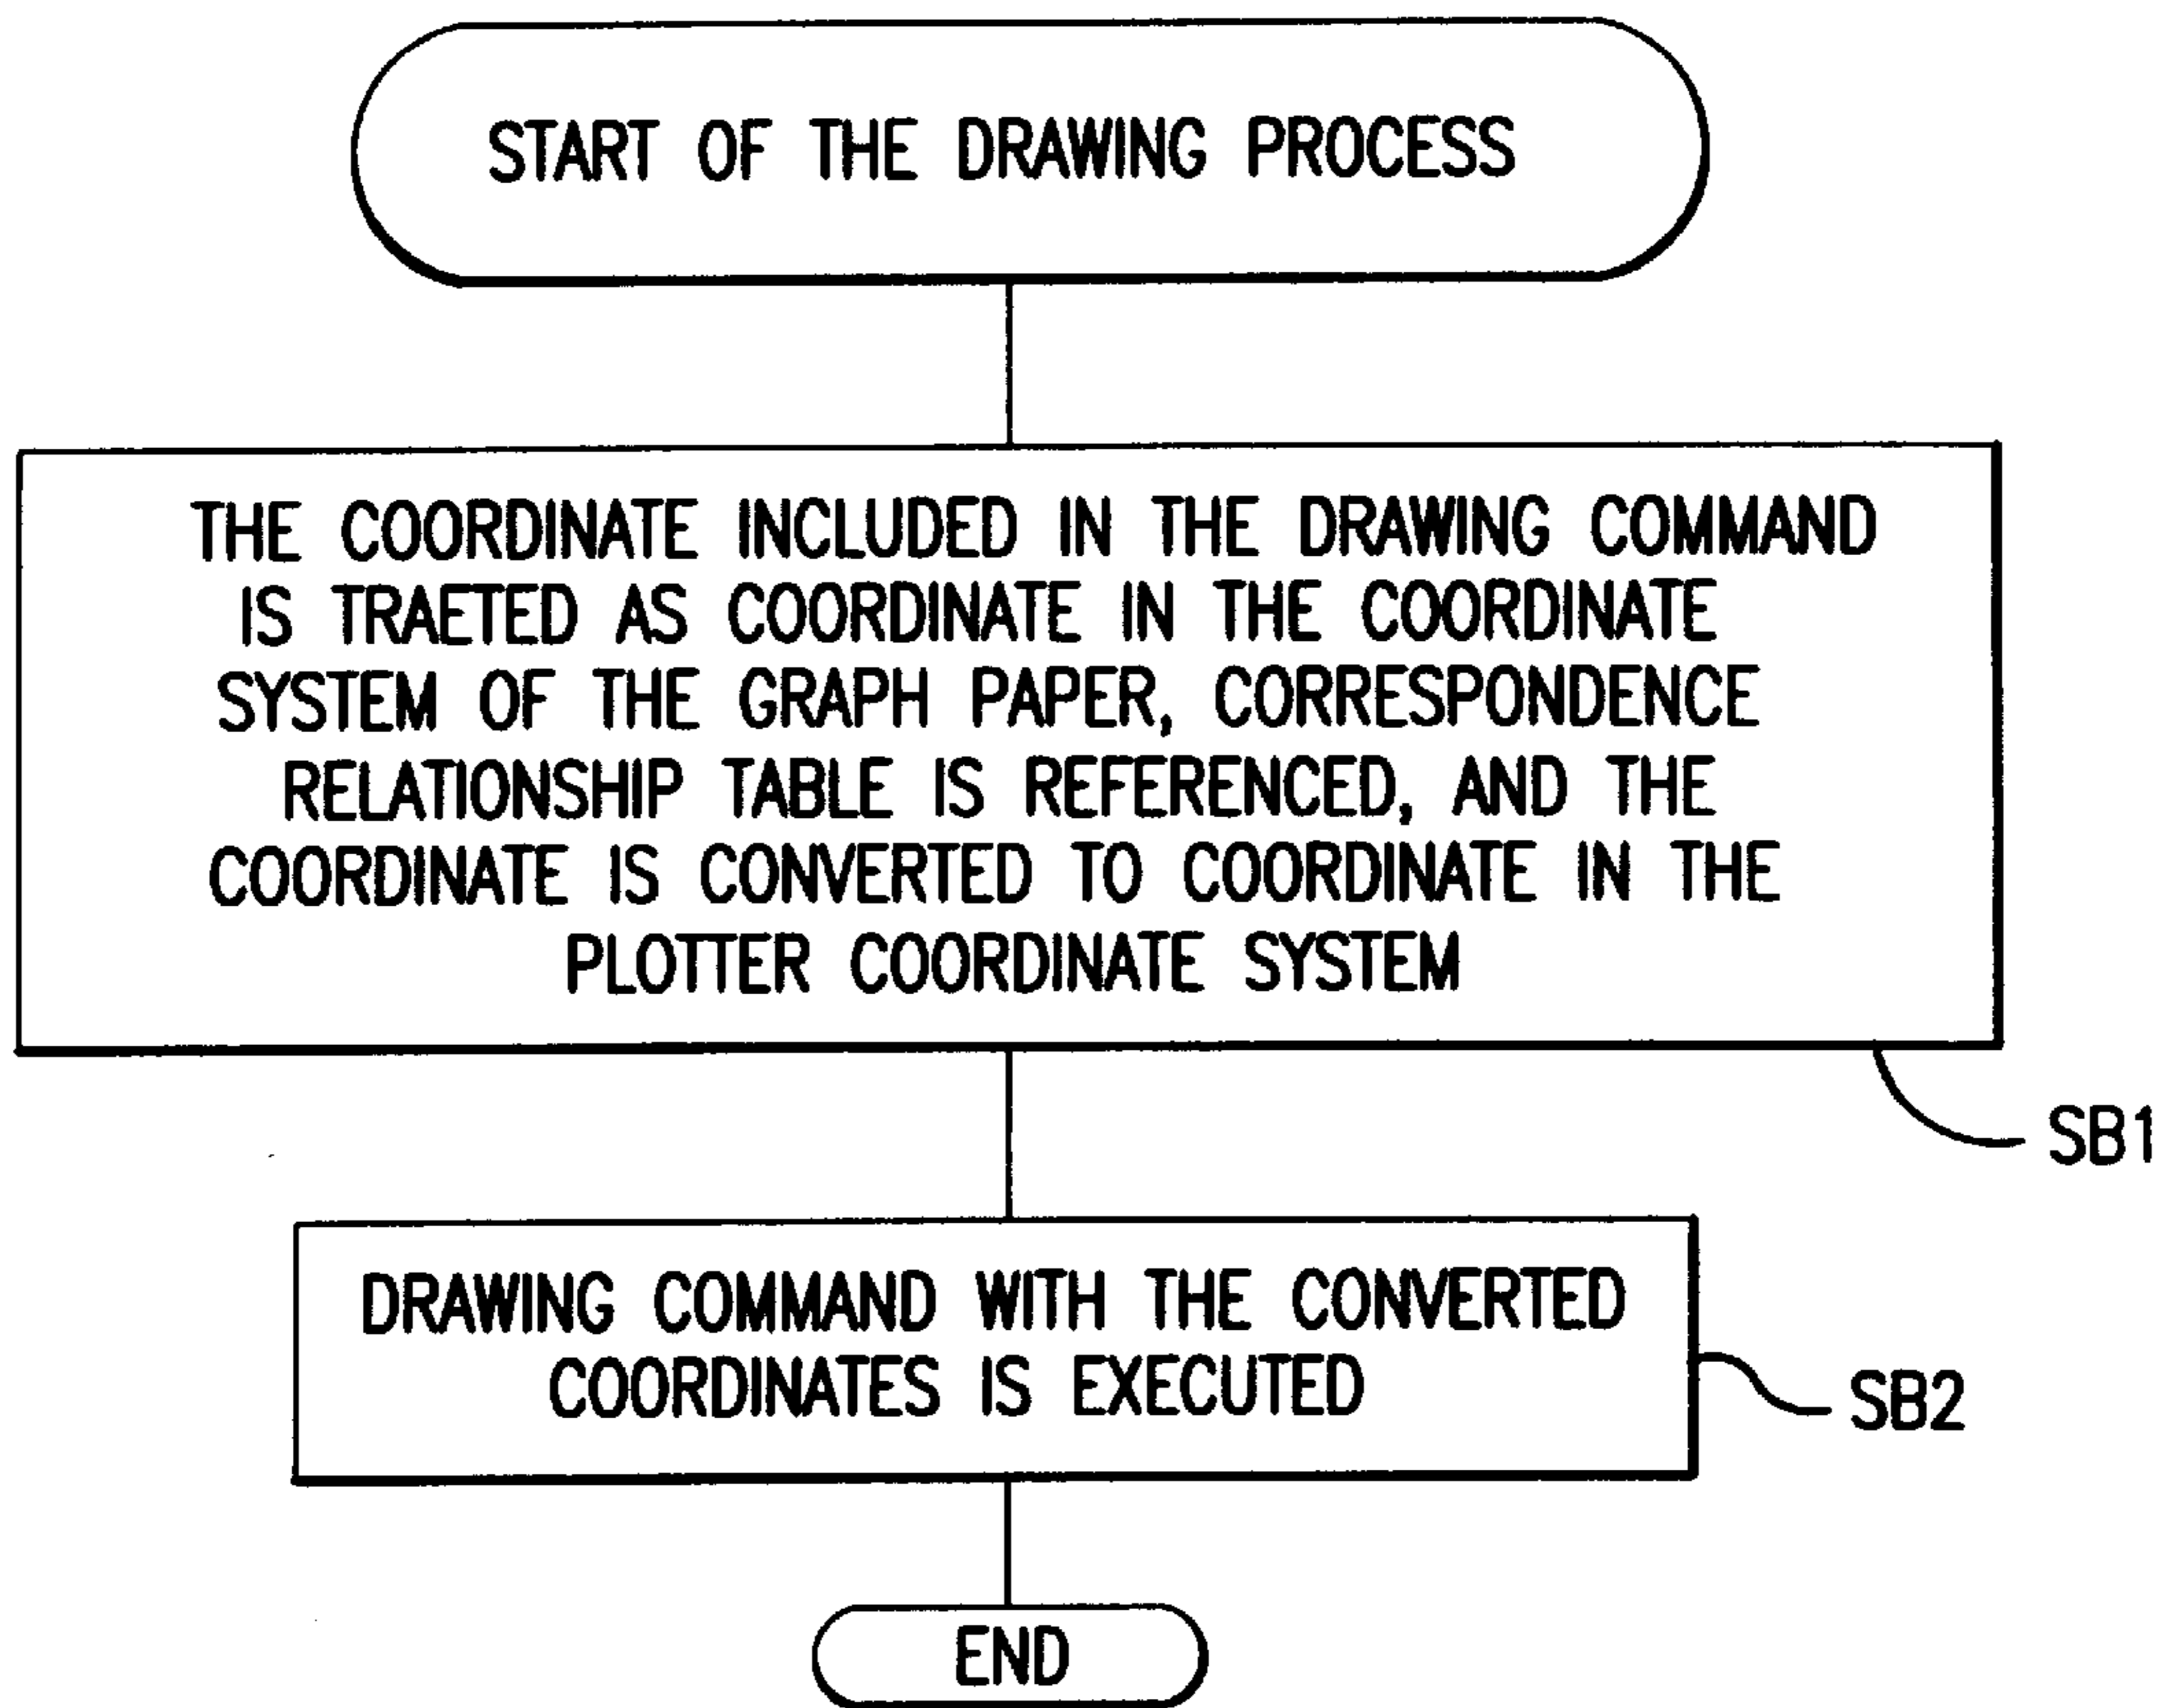 START OF THE DRAWING PROCESS
THE COORDINATE INCLUDED IN THE DRAWING COMMAND
IS TRAETED AS COORDINATE IN THE COORDINATE
SYSTEM OF THE GRAPH PAPER, CORRESPONDENCE
RELATIONSHIP TABLE IS REFERENCED, AND THE
COORDINATE IS CONVERTED TO COORDINATE IN THE
PLOTTER COORDINATE SYSTEM
SB1
DRAWING COMMAND WITH THE CONVERTED
COORDINATES IS EXECUTED
SB2
END